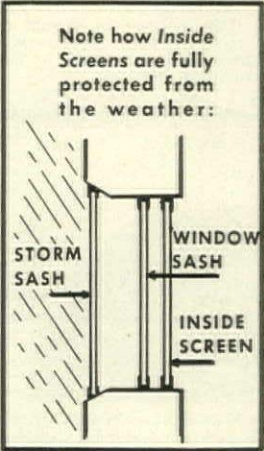 Note how Inside
Screens are fully
protected from
the weather:
STORM
SASH
WINDOW
SASH
INSIDE
SCREEN